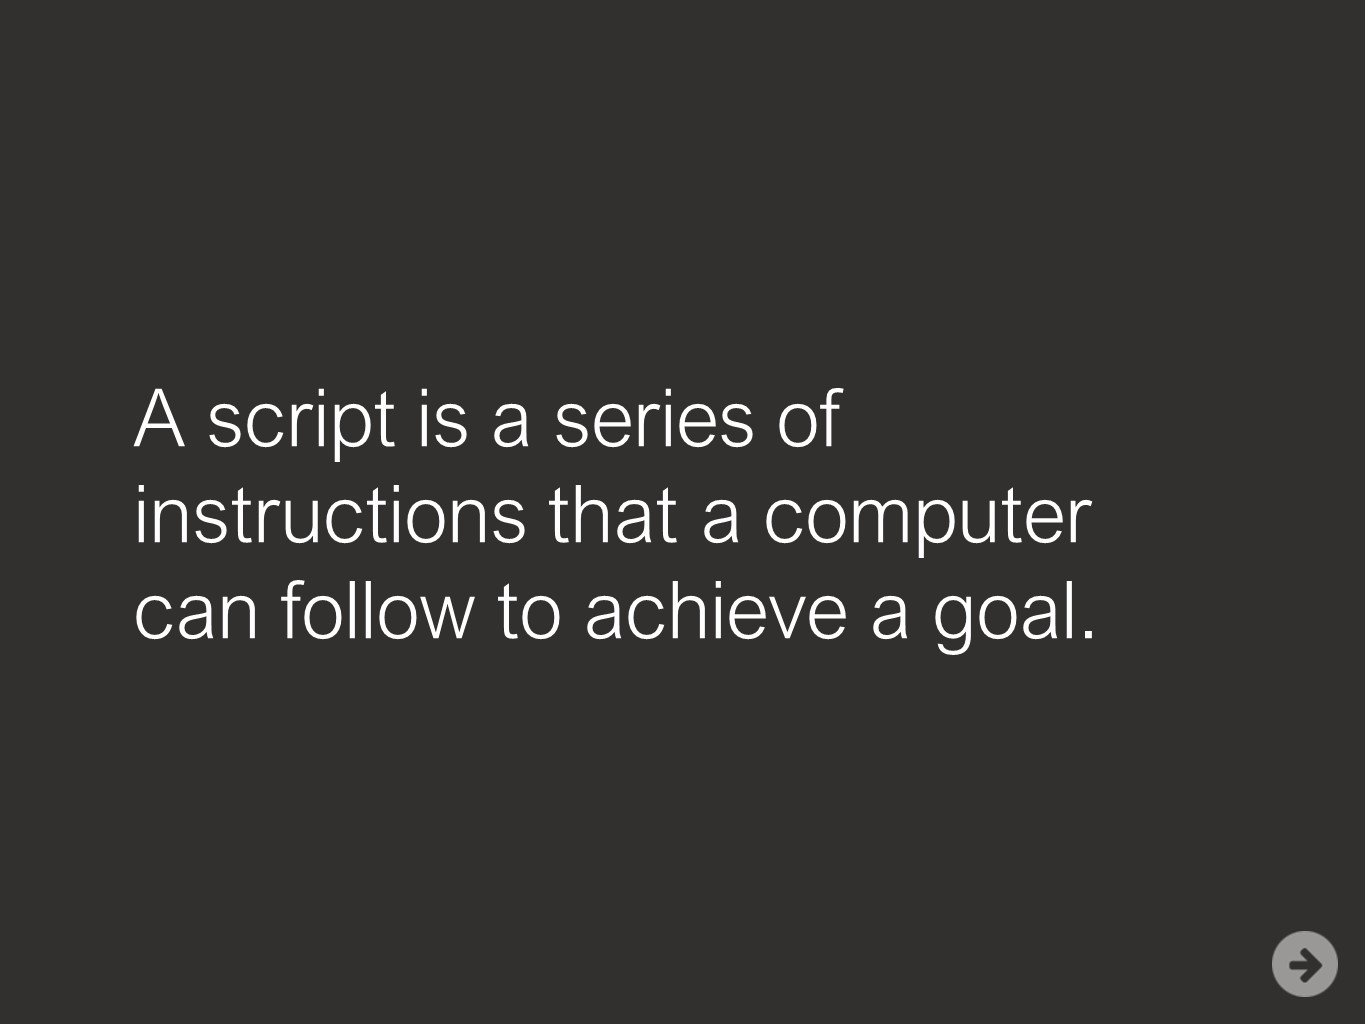 A script is a series of
instructions that a computer
can follow to achieve a goal.